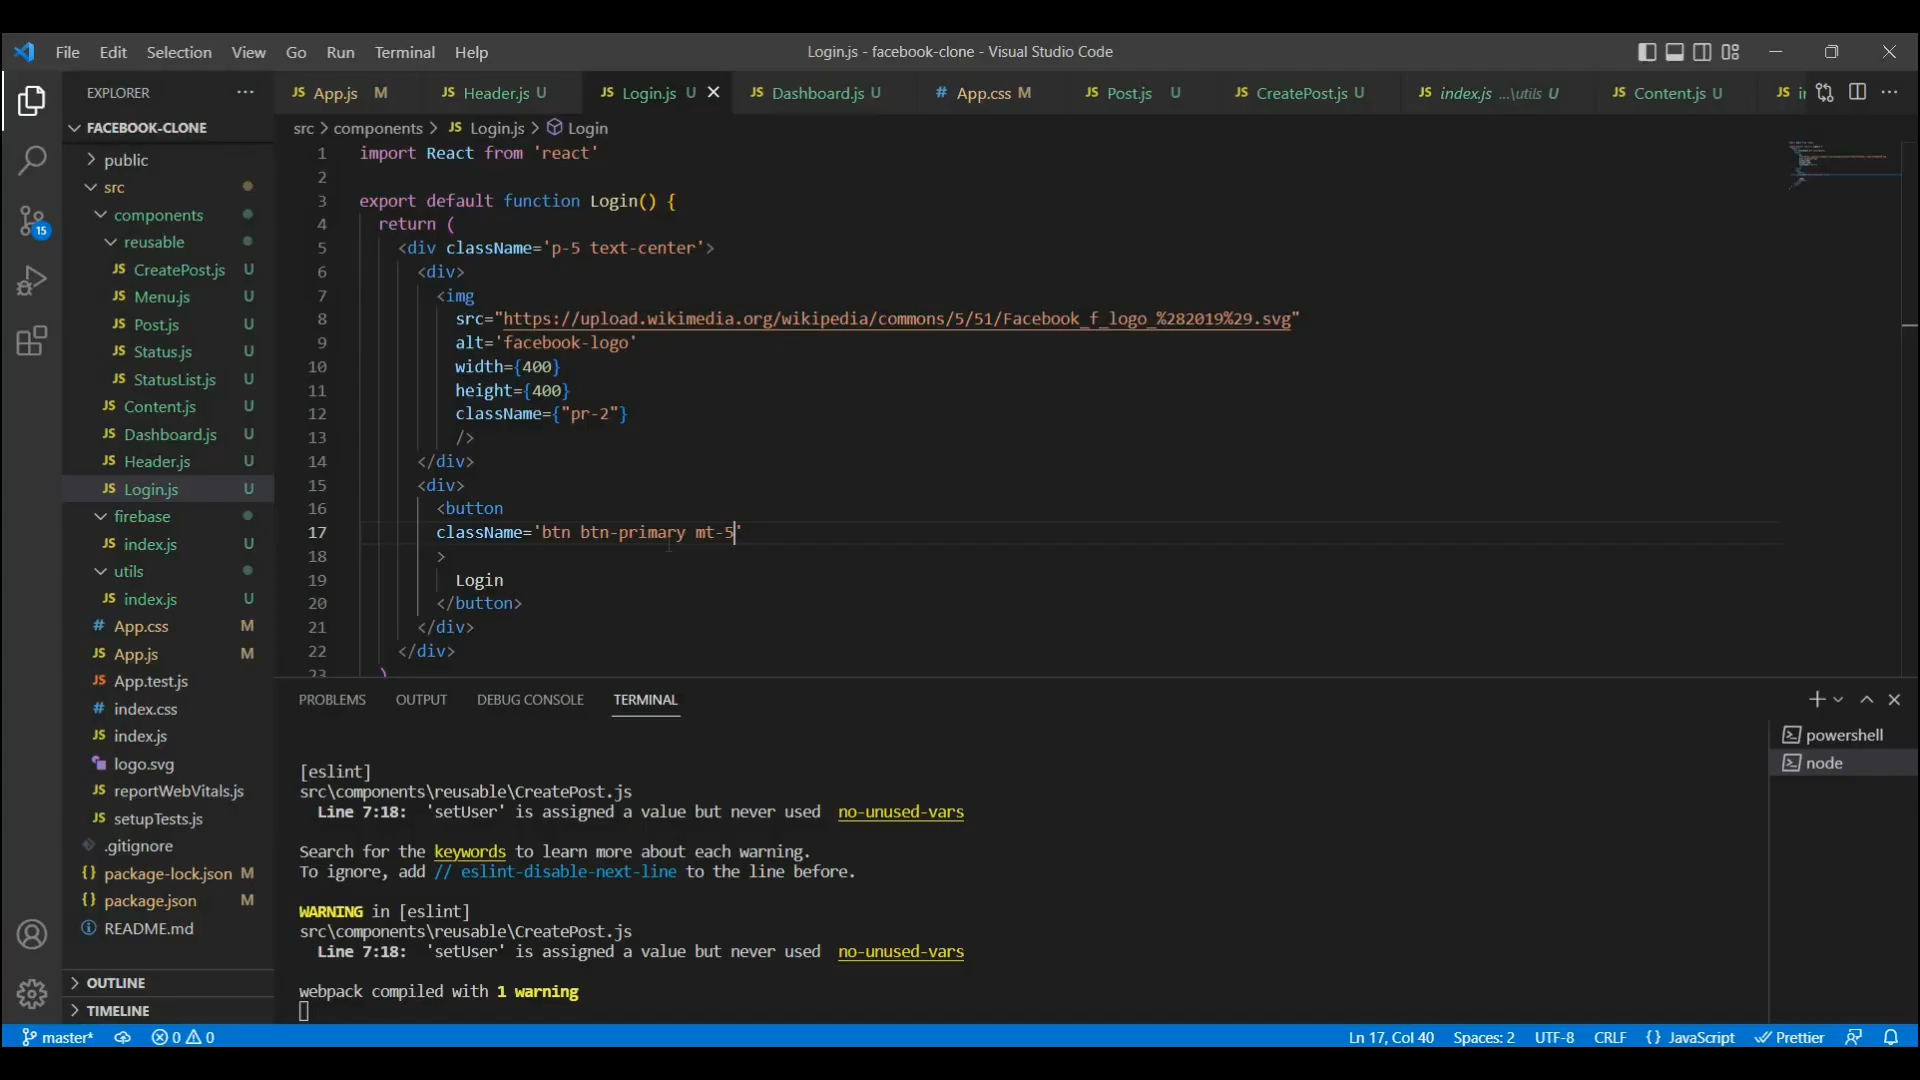 File Edit Selection View Go Run Terminal Help
Login.js - facebook-clone - Visual Studio Code
EXPLORER
JS App.js M JS Header.js U JS Login.js U JS Dashboard.js U # App.css M JS Post.js U JS CreatePost.js U JS index.js ...\utils U JS Content.js U JS
FACEBOOK-CLONE
src > components > JS Login.js > Login
public
src
components
reusable
JS CreatePost.js U
JS Menu.js U
JS Post.js U
JS Status.js U
JS StatusList.js U
JS Content.js U
JS Dashboard.js U
JS Header.js U
JS Login.js U
firebase
JS index.js U
utils
JS index.js U
# App.css M
JS App.js M
JS App.test.js
# index.css
JS index.js
logo.svg
JS reportWebVitals.js
JS setupTests.js
.gitignore
{} package-lock.json M
{} package.json M
README.md
OUTLINE
TIMELINE
15
1 import React from 'react'
2
3 export default function Login() {
4 return (
5 <div className='p-5 text-center'>
6 <div>
7 <img
8 src="https://upload.wikimedia.org/wikipedia/commons/5/51/Facebook_f_logo_%282019%29.svg"
9 alt='facebook-logo'
10 width={400}
11 height={400}
12 className={"pr-2"}
13 />
14 </div>
15 <div>
16 <button
17 className='btn btn-primary mt-5'
18 >
19 Login
20 </button>
21 </div>
22 </div>
23 )
PROBLEMS OUTPUT DEBUG CONSOLE TERMINAL
powershell
node
[eslint]
src\components\reusable\CreatePost.js
Line 7:18: 'setUser' is assigned a value but never used no-unused-vars
Search for the keywords to learn more about each warning.
To ignore, add // eslint-disable-next-line to the line before.
WARNING in [eslint]
src\components\reusable\CreatePost.js
Line 7:18: 'setUser' is assigned a value but never used no-unused-vars
webpack compiled with 1 warning
master* 0 0
Ln 17, Col 40 Spaces: 2 UTF-8 CRLF {} JavaScript Prettier